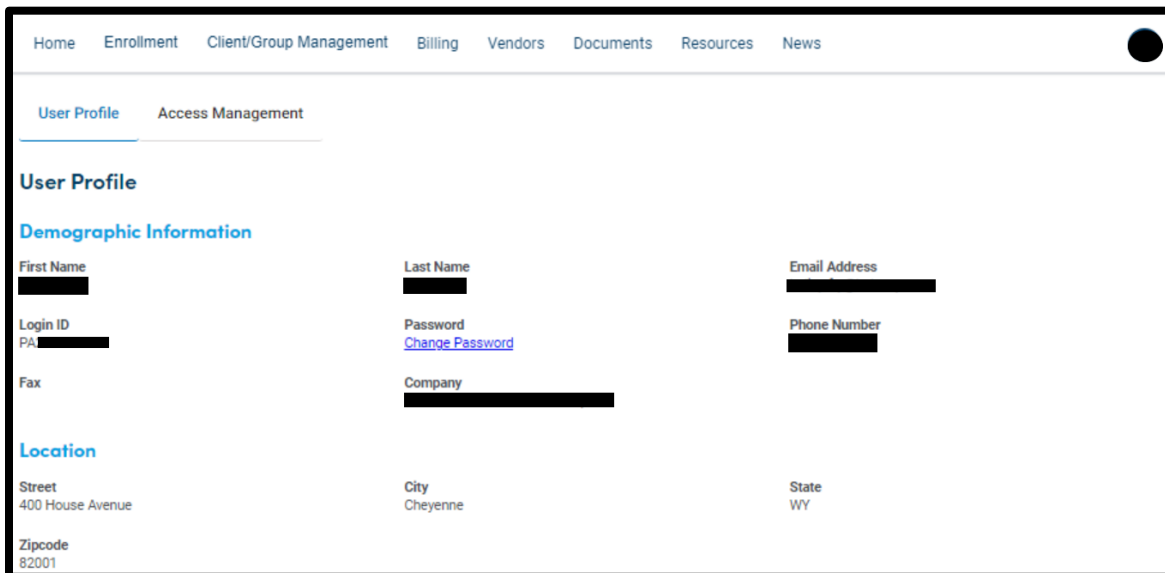 Home Enrollment Client/Group Management Billing Vendors Documents Resources News
User Profile Access Management
User Profile
Demographic Information
First Name Last Name Email Address
Login ID Password Phone Number
PA Change Password
Fax Company
Location
Street City State
400 House Avenue Cheyenne WY
Zipcode
82001